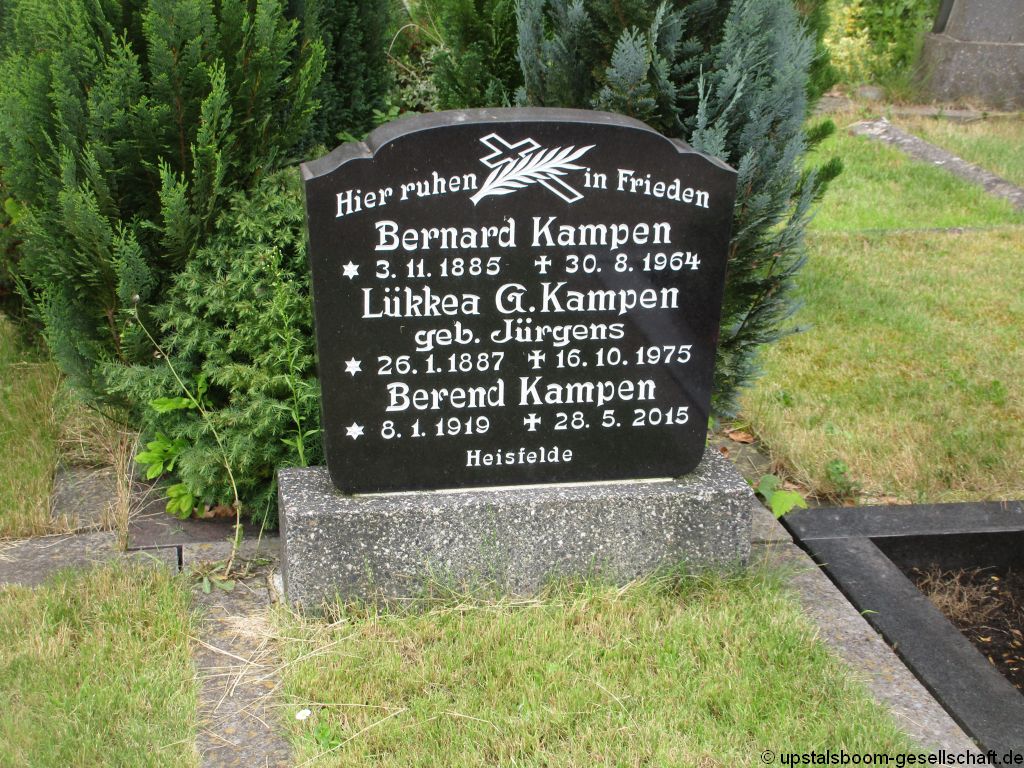 Hier ruhen in Frieden
Bernard Kampen
✶ 3. 11. 1885 ✝ 30. 8. 1964
Lükkea G. Kampen
geb. Jürgens
✶ 26. 1. 1887 ✝ 16. 10. 1975
Berend Kampen
✶ 8. 1. 1919 ✝ 28. 5. 2015
Heisfelde
© upstalsboom-gesellschaft.de